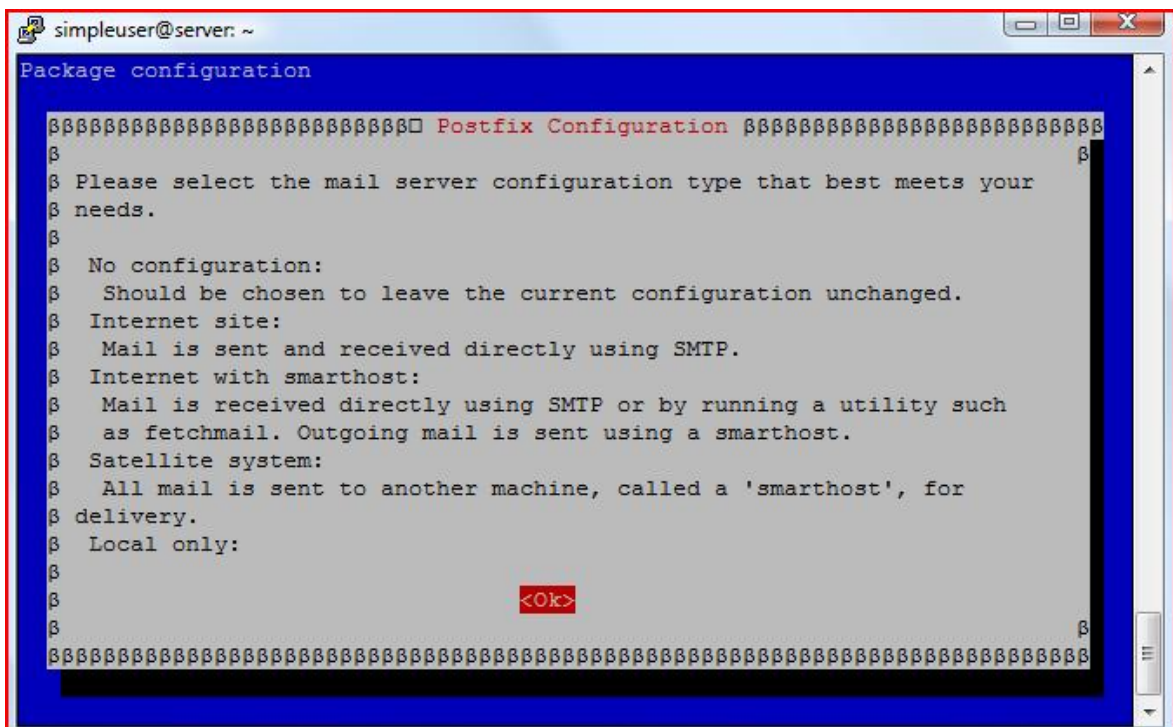 simpleuser@server: ~
Package configuration
ββββββββββββββββββββββββββ□ Postfix Configuration ββββββββββββββββββββββββββ
β β
β Please select the mail server configuration type that best meets your
β needs.
β
β No configuration:
β Should be chosen to leave the current configuration unchanged.
β Internet site:
β Mail is sent and received directly using SMTP.
β Internet with smarthost:
β Mail is received directly using SMTP or by running a utility such
β as fetchmail. Outgoing mail is sent using a smarthost.
β Satellite system:
β All mail is sent to another machine, called a 'smarthost', for
β delivery.
β Local only:
β
β <Ok>
β β
βββββββββββββββββββββββββββββββββββββββββββββββββββββββββββββββββββββββββββ